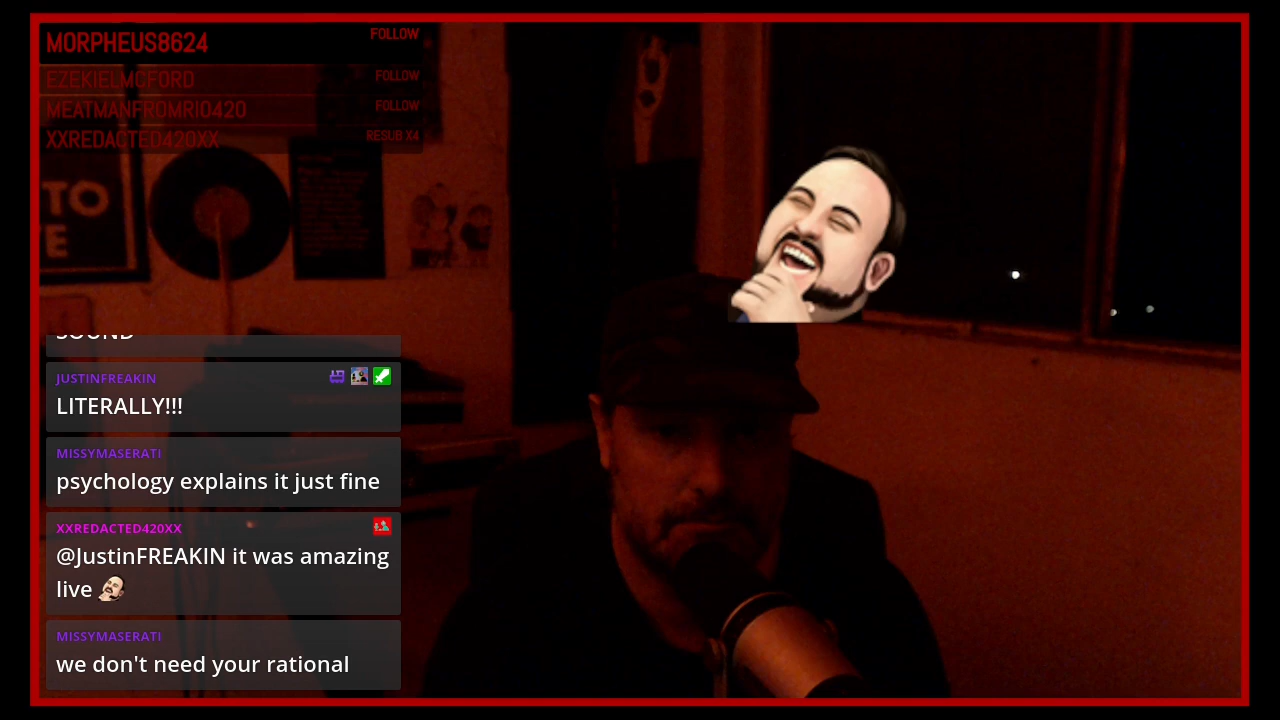 MORPHEUS8624 FOLLOW
EZEKIELMCFORD FOLLOW
MEATMANFROMRIO420 FOLLOW
XXREDACTED420XX RESUB X4
TO
E
SOUND
JUSTINFREAKIN
LITERALLY!!!
MISSYMASERATI
psychology explains it just fine
XXREDACTED420XX
@JustinFREAKIN it was amazing
live
MISSYMASERATI
we don't need your rational